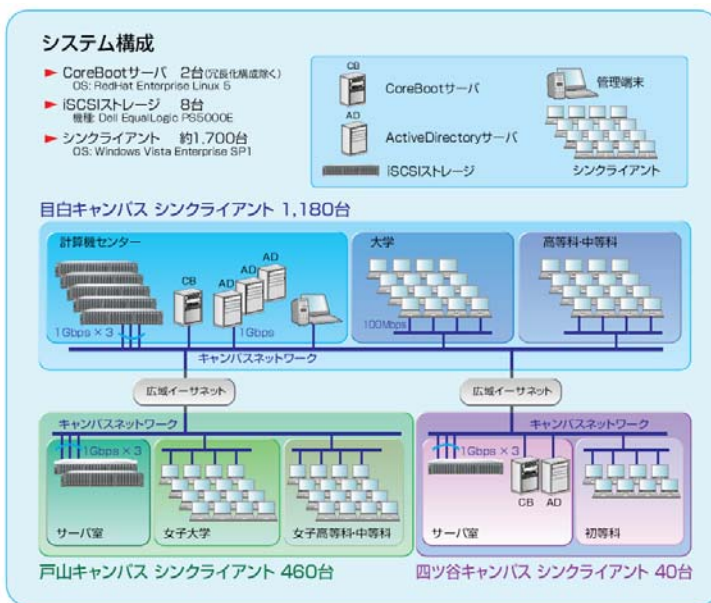 システム構成
► CoreBootサーバ 2台(冗長化構成除く)
OS: RedHat Enterprise Linux 5
► iSCSIストレージ 8台
機種: Dell EqualLogic PS5000E
► シンクライアント 約1,700台
OS: Windows Vista Enterprise SP1
CB
CoreBootサーバ
AD
ActiveDirectoryサーバ
iSCSIストレージ
管理端末
シンクライアント
目白キャンパス シンクライアント 1,180台
計算機センター
CB
AD
AD
AD
1Gbps × 3
1Gbps
大学
100Mbps
高等科・中等科
キャンパスネットワーク
広域イーサネット
広域イーサネット
キャンパスネットワーク
1Gbps × 3
サーバ室
女子大学
女子高等科・中等科
戸山キャンパス シンクライアント 460台
キャンパスネットワーク
1Gbps × 3
CB
AD
サーバ室
初等科
四ツ谷キャンパス シンクライアント 40台